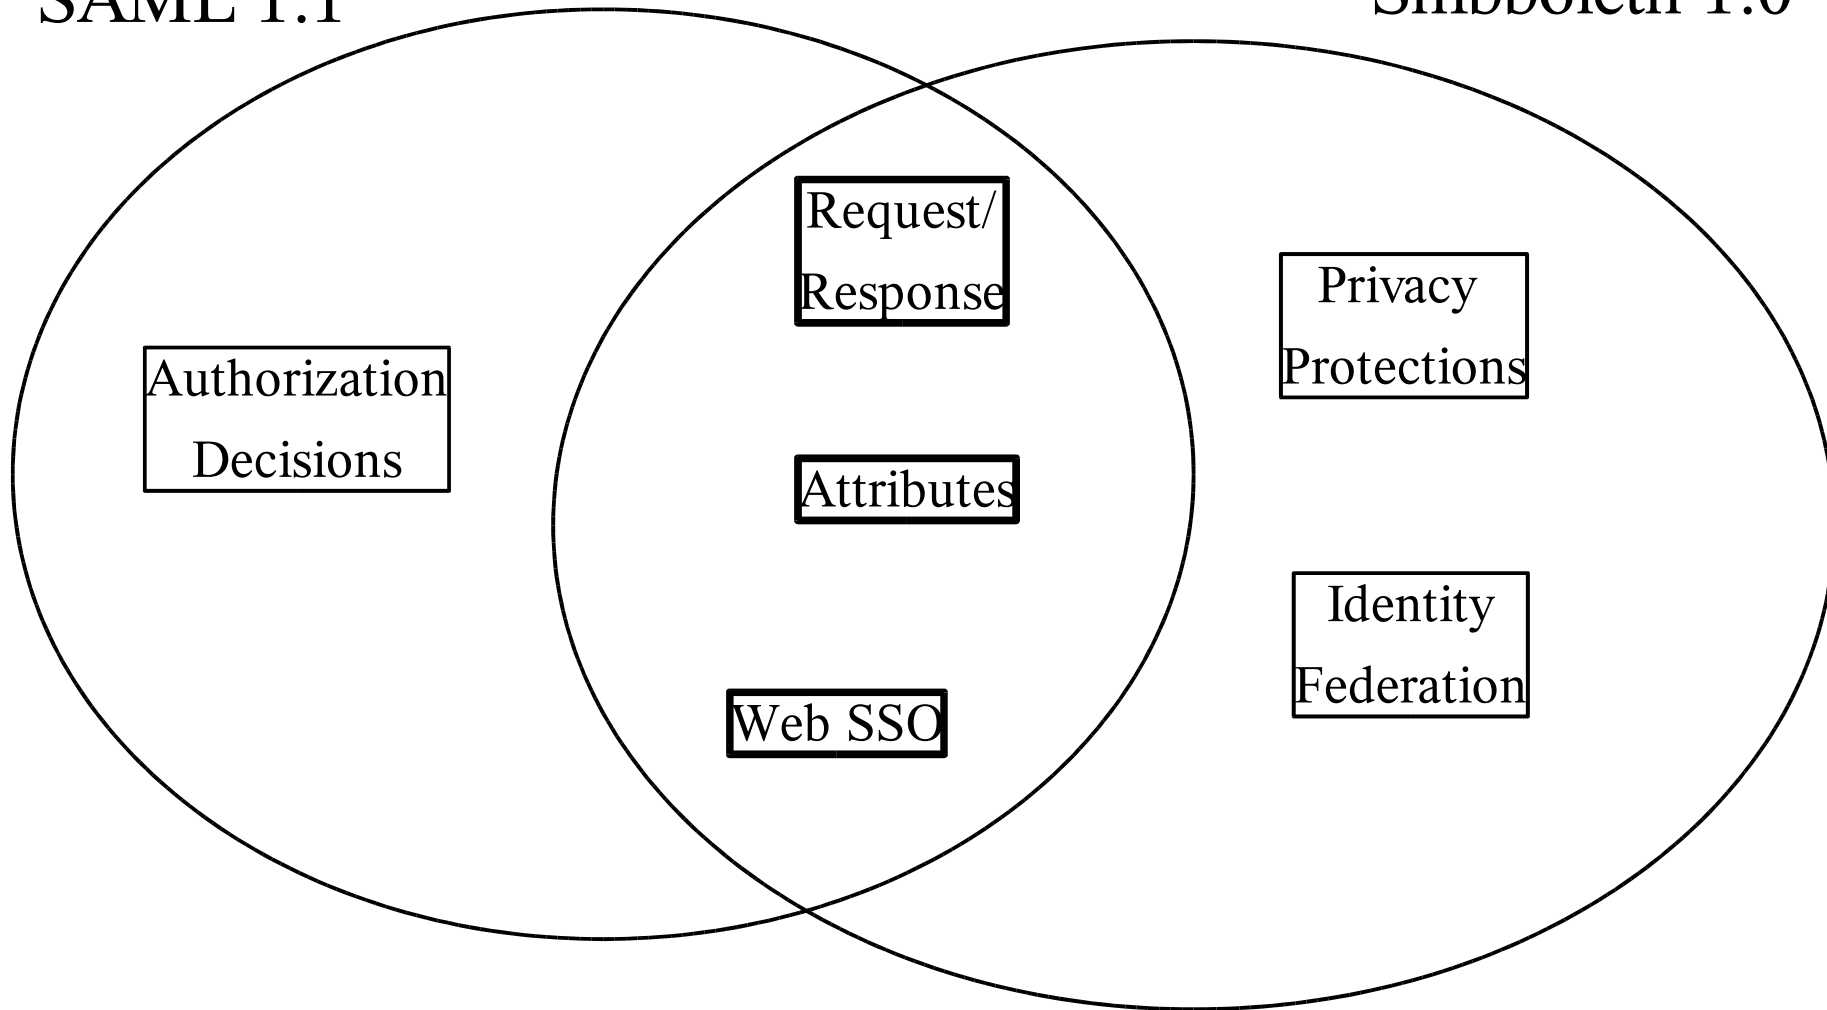 SAML 1.1
Shibboleth 1.0
Request/
Response
Privacy
Protections
Authorization
Decisions
Attributes
Identity
Federation
Web SSO